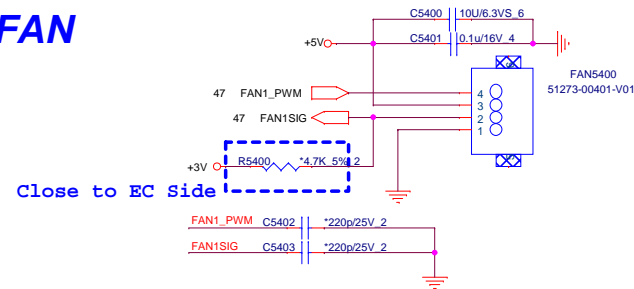 FAN
C5400 10U/6.3VS_6
C5401 0.1u/16V_4
+5V
FAN5400
51273-00401-V01
47 FAN1_PWM
4
3
47 FAN1SIG
2
1
+3V R5400 *4.7K_5%_2
Close to EC Side
FAN1_PWM C5402 *220p/25V_2
FAN1SIG C5403 *220p/25V_2